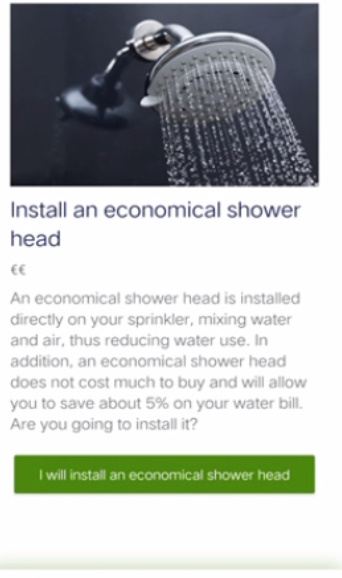 Install an economical shower
head
€€
An economical shower head is installed
directly on your sprinkler, mixing water
and air, thus reducing water use. In
addition, an economical shower head
does not cost much to buy and will allow
you to save about 5% on your water bill.
Are you going to install it?
I will install an economical shower head